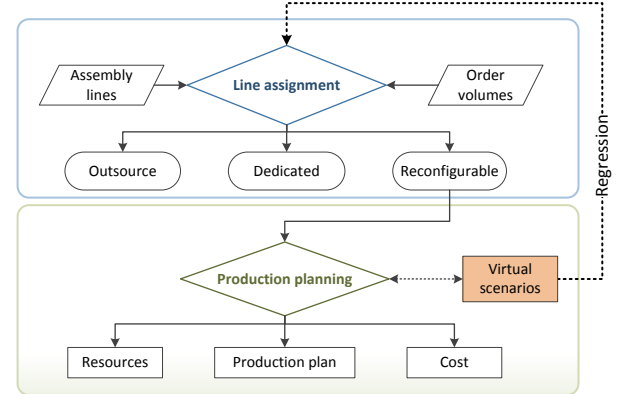 Assembly
lines
Line assignment
Order
volumes
Outsource
Dedicated
Reconfigurable
Regression
Production planning
Virtual
scenarios
Resources
Production plan
Cost